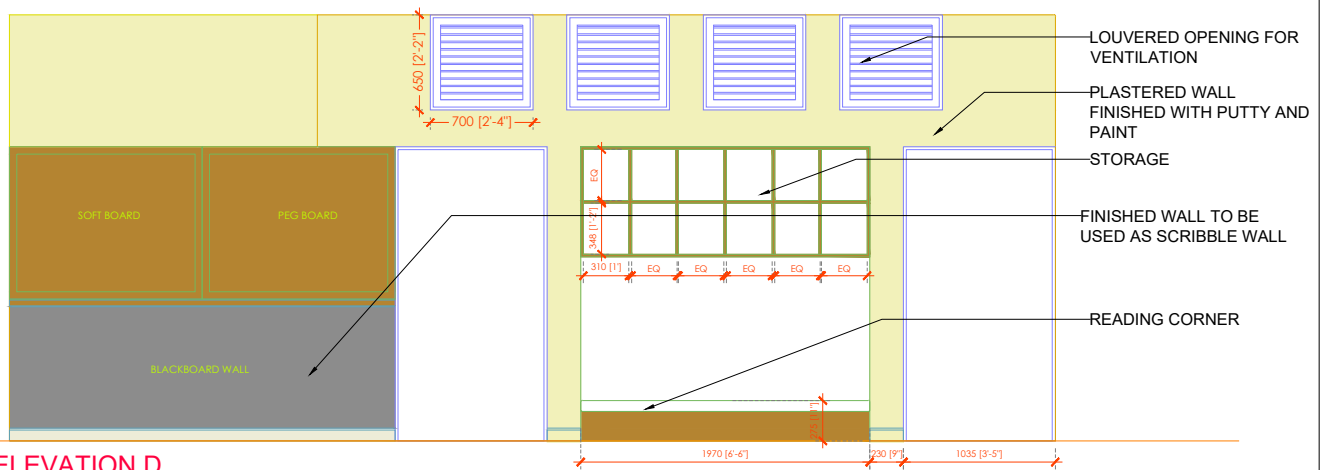 LOUVERED OPENING FOR
VENTILATION
650 [2'-2"]
700 [2'-4"]
PLASTERED WALL
FINISHED WITH PUTTY AND
PAINT
STORAGE
EQ
SOFT BOARD
PEG BOARD
FINISHED WALL TO BE
USED AS SCRIBBLE WALL
348 [1'-2"]
310 [1']
EQ
EQ
EQ
EQ
EQ
READING CORNER
BLACKBOARD WALL
1970 [6'-6"]
230 [9"]
1035 [3'-5"]
ELEVATION D